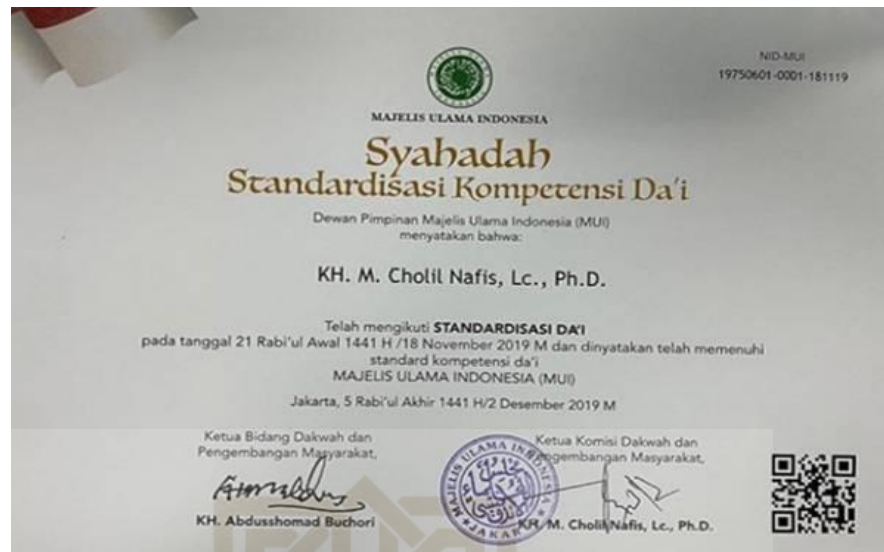 NID-MUI
19750601-0001-181119
MAJELIS ULAMA INDONESIA
Syahadah
Standardisasi Kompetensi Da'i
Dewan Pimpinan Majelis Ulama Indonesia (MUI)
menyatakan bahwa:
KH. M. Cholil Nafis, Lc., Ph.D.
Telah mengikuti STANDARDISASI DA'I
pada tanggal 21 Rabi'ul Awal 1441 H /18 November 2019 M dan dinyatakan telah memenuhi
standard kompetensi da'i
MAJELIS ULAMA INDONESIA (MUI)
Jakarta, 5 Rabi'ul Akhir 1441 H/2 Desember 2019 M
Ketua Bidang Dakwah dan
Pengembangan Masyarakat,
KH. Abdusshomad Buchori
Ketua Komisi Dakwah dan
Pengembangan Masyarakat,
KH. M. Cholil Nafis, Lc., Ph.D.
MAJELIS ULAMA INDONESIA
JAKARTA